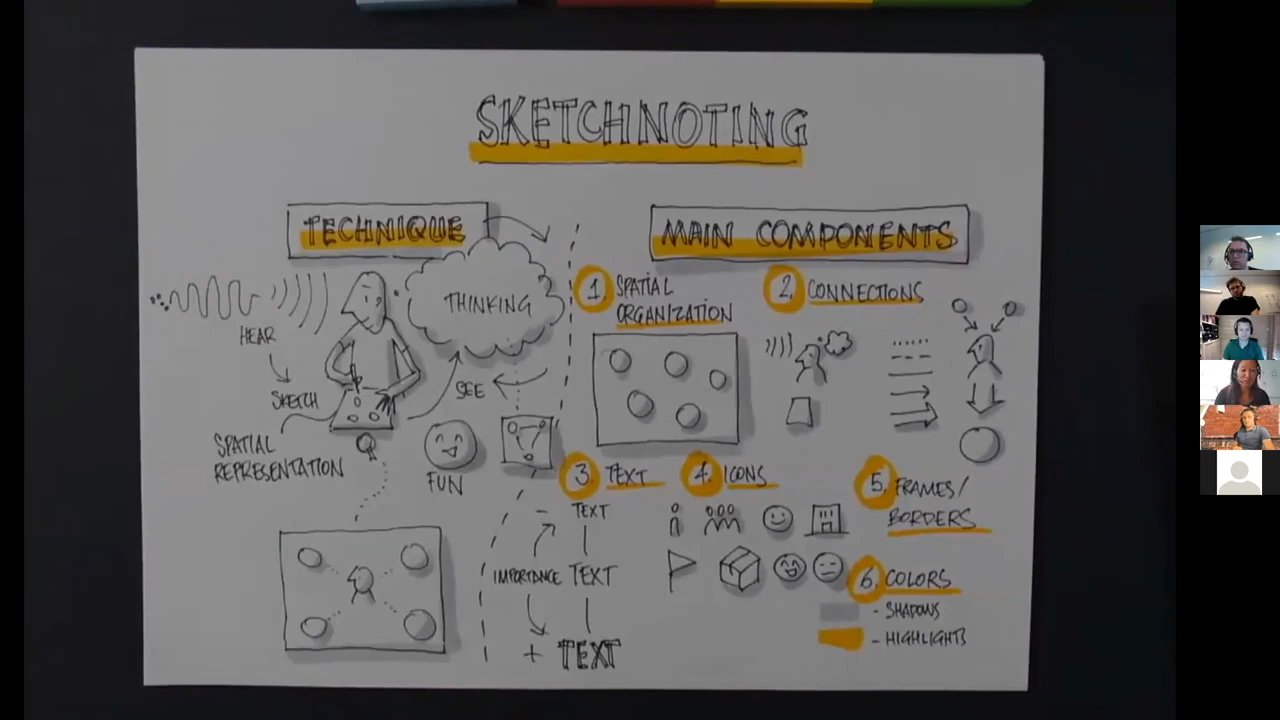 SKETCHNOTING
TECHNIQUE
THINKING
HEAR
SKETCH
SEE
SPATIAL
REPRESENTATION
FUN
MAIN COMPONENTS
1. SPATIAL
ORGANIZATION
2. CONNECTIONS
3. TEXT
- TEXT
IMPORTANCE TEXT
+ TEXT
4. ICONS
5. FRAMES/
BORDERS
6. COLORS
- SHADOWS
- HIGHLIGHTS